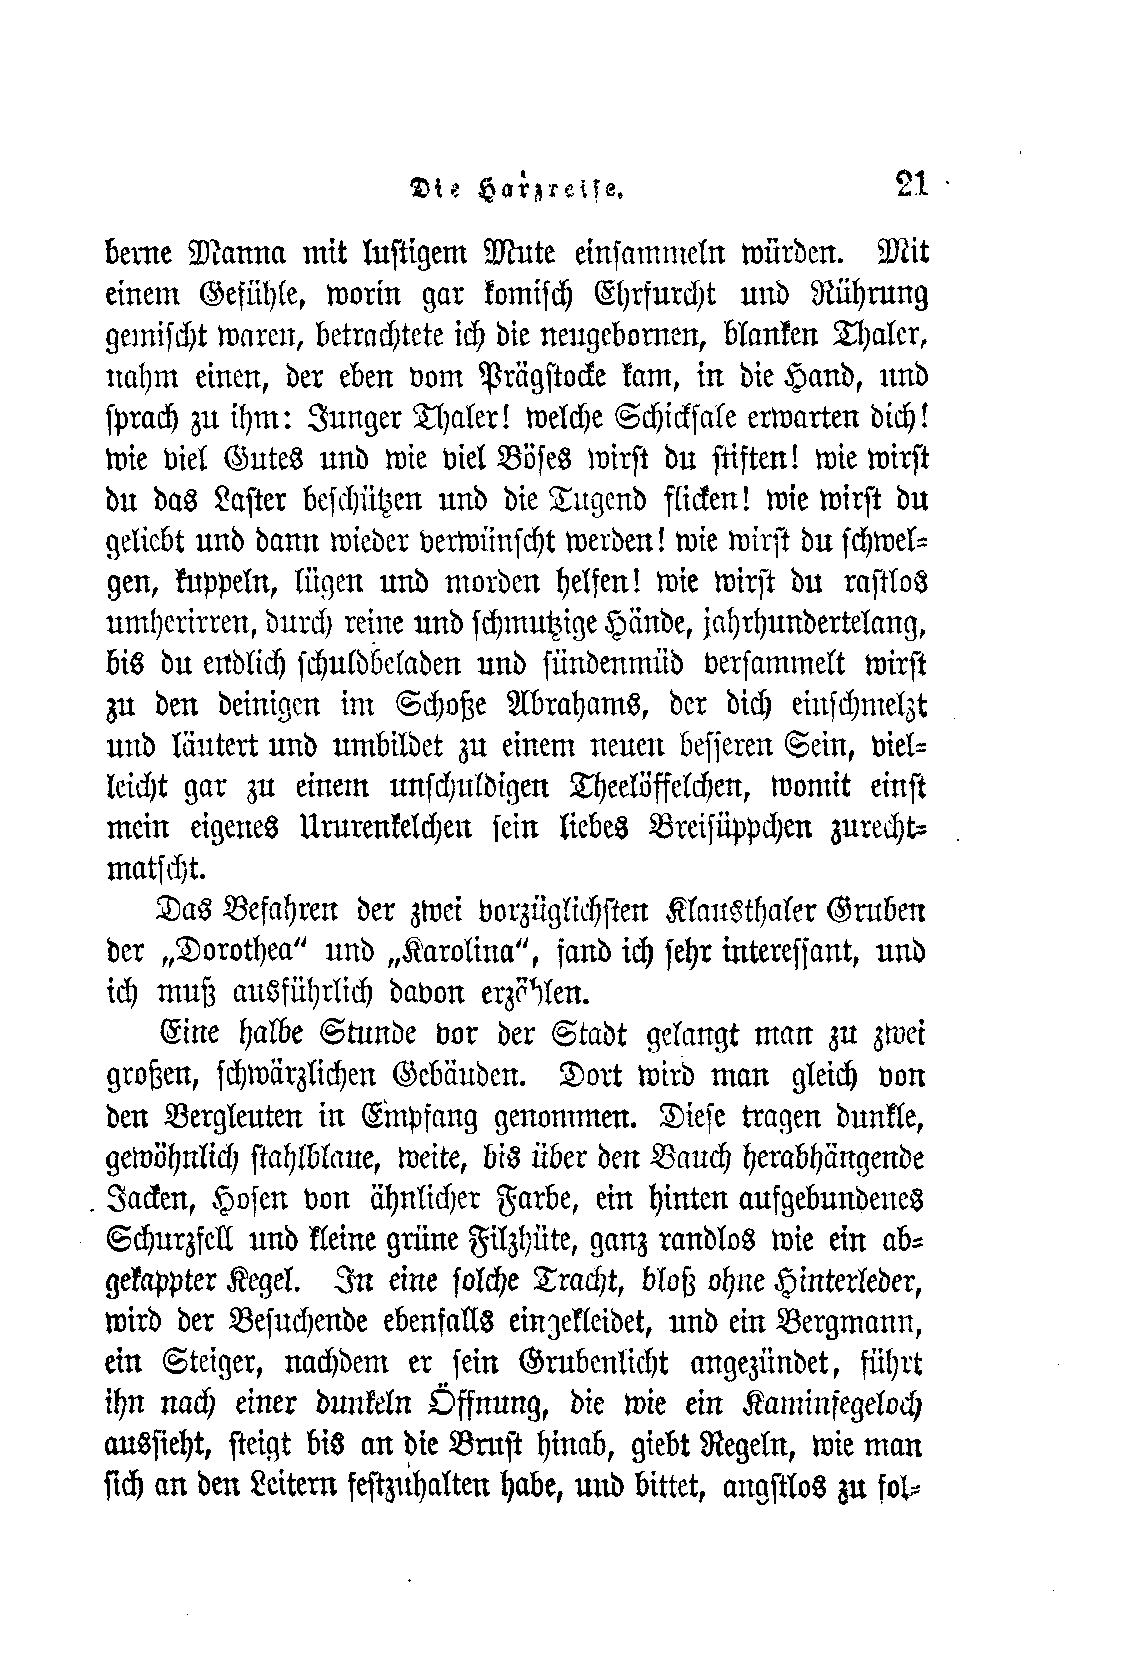 Die Harzreise. 21
berne Manna mit lustigem Mute einsammeln würden. Mit
einem Gefühle, worin gar komisch Ehrfurcht und Rührung
gemischt waren, betrachtete ich die neugebornen, blanken Thaler,
nahm einen, der eben vom Prägstocke kam, in die Hand, und
sprach zu ihm: Junger Thaler! welche Schicksale erwarten dich!
wie viel Gutes und wie viel Böses wirst du stiften! wie wirst
du das Laster beschützen und die Tugend flicken! wie wirst du
geliebt und dann wieder verwünscht werden! wie wirst du schwel-
gen, kuppeln, lügen und morden helfen! wie wirst du rastlos
umherirren, durch reine und schmutzige Hände, jahrhundertelang,
bis du endlich schuldbeladen und sündenmüd versammelt wirst
zu den deinigen im Schoße Abrahams, der dich einschmelzt
und läutert und umbildet zu einem neuen besseren Sein, viel-
leicht gar zu einem unschuldigen Theelöffelchen, womit einst
mein eigenes Ururenkelchen sein liebes Breisüppchen zurecht-
matscht.
Das Befahren der zwei vorzüglichsten Klausthaler Gruben
der „Dorothea“ und „Karolina“, fand ich sehr interessant, und
ich muß ausführlich davon erzählen.
Eine halbe Stunde vor der Stadt gelangt man zu zwei
großen, schwärzlichen Gebäuden. Dort wird man gleich von
den Bergleuten in Empfang genommen. Diese tragen dunkle,
gewöhnlich stahlblaue, weite, bis über den Bauch herabhängende
Jacken, Hosen von ähnlicher Farbe, ein hinten aufgebundenes
Schurzfell und kleine grüne Filzhüte, ganz randlos wie ein ab-
gekappter Kegel. In eine solche Tracht, bloß ohne Hinterleder,
wird der Besuchende ebenfalls eingekleidet, und ein Bergmann,
ein Steiger, nachdem er sein Grubenlicht angezündet, führt
ihn nach einer dunkeln Öffnung, die wie ein Kaminfegeloch
aussieht, steigt bis an die Brust hinab, giebt Regeln, wie man
sich an den Leitern festzuhalten habe, und bittet, angstlos zu fol-